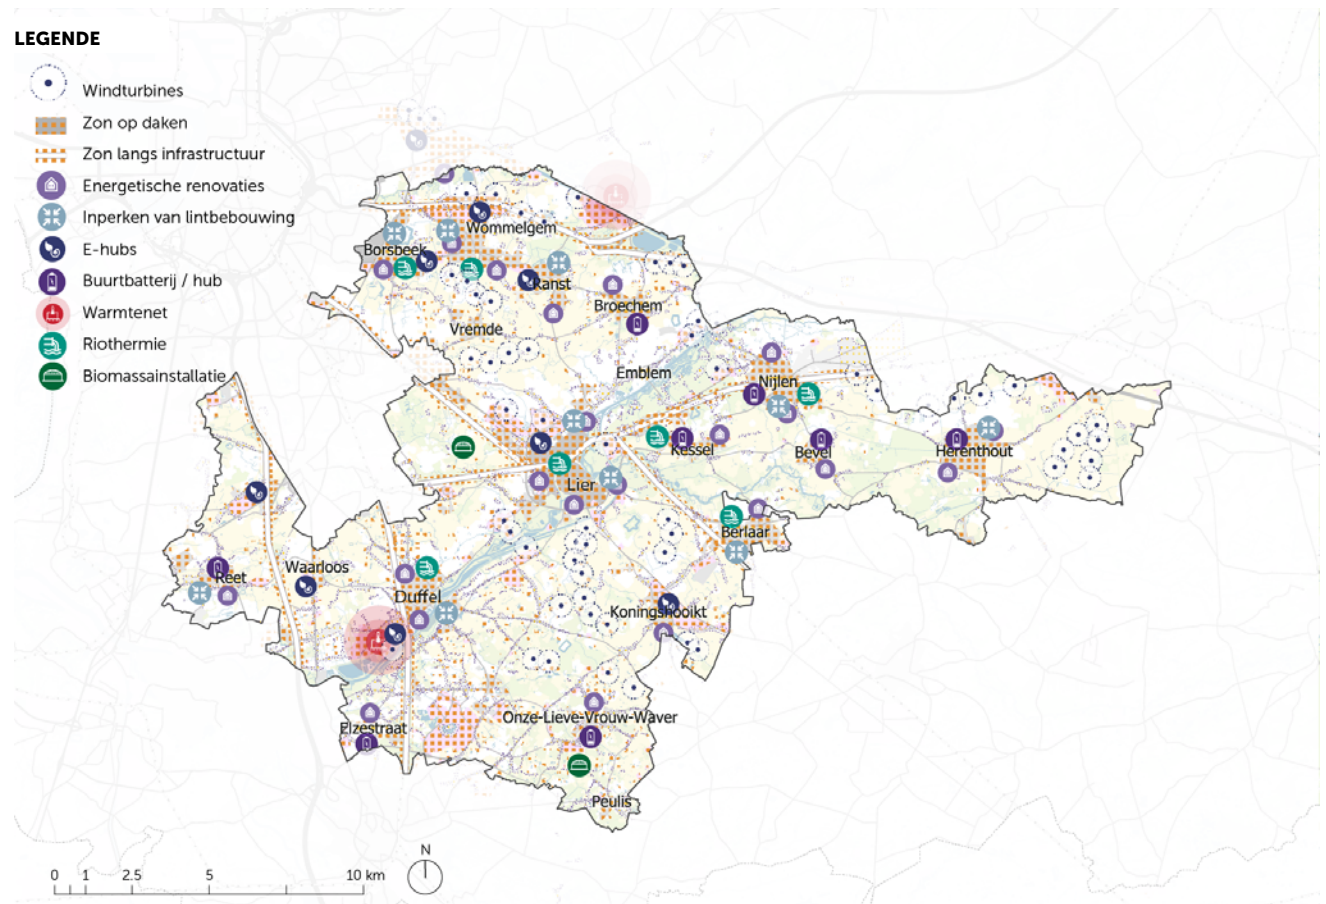 LEGENDE
Windturbines
Zon op daken
Zon langs infrastructuur
Energetische renovaties
Inperken van lintbebouwing
E-hubs
Buurtbatterij / hub
Warmtenet
Riothermie
Biomassainstallatie
Wommelgem
Borsbeek
Ranst
Broechem
Vremde
Emblem
Nijlen
Kessel
Bevel
Herenthout
Lier
Berlaar
Waarloos
Reet
Duffel
Koningshooikt
Onze-Lieve-Vrouw-Waver
Elzestraat
Peulis
0 1 2.5 5 10 km
N